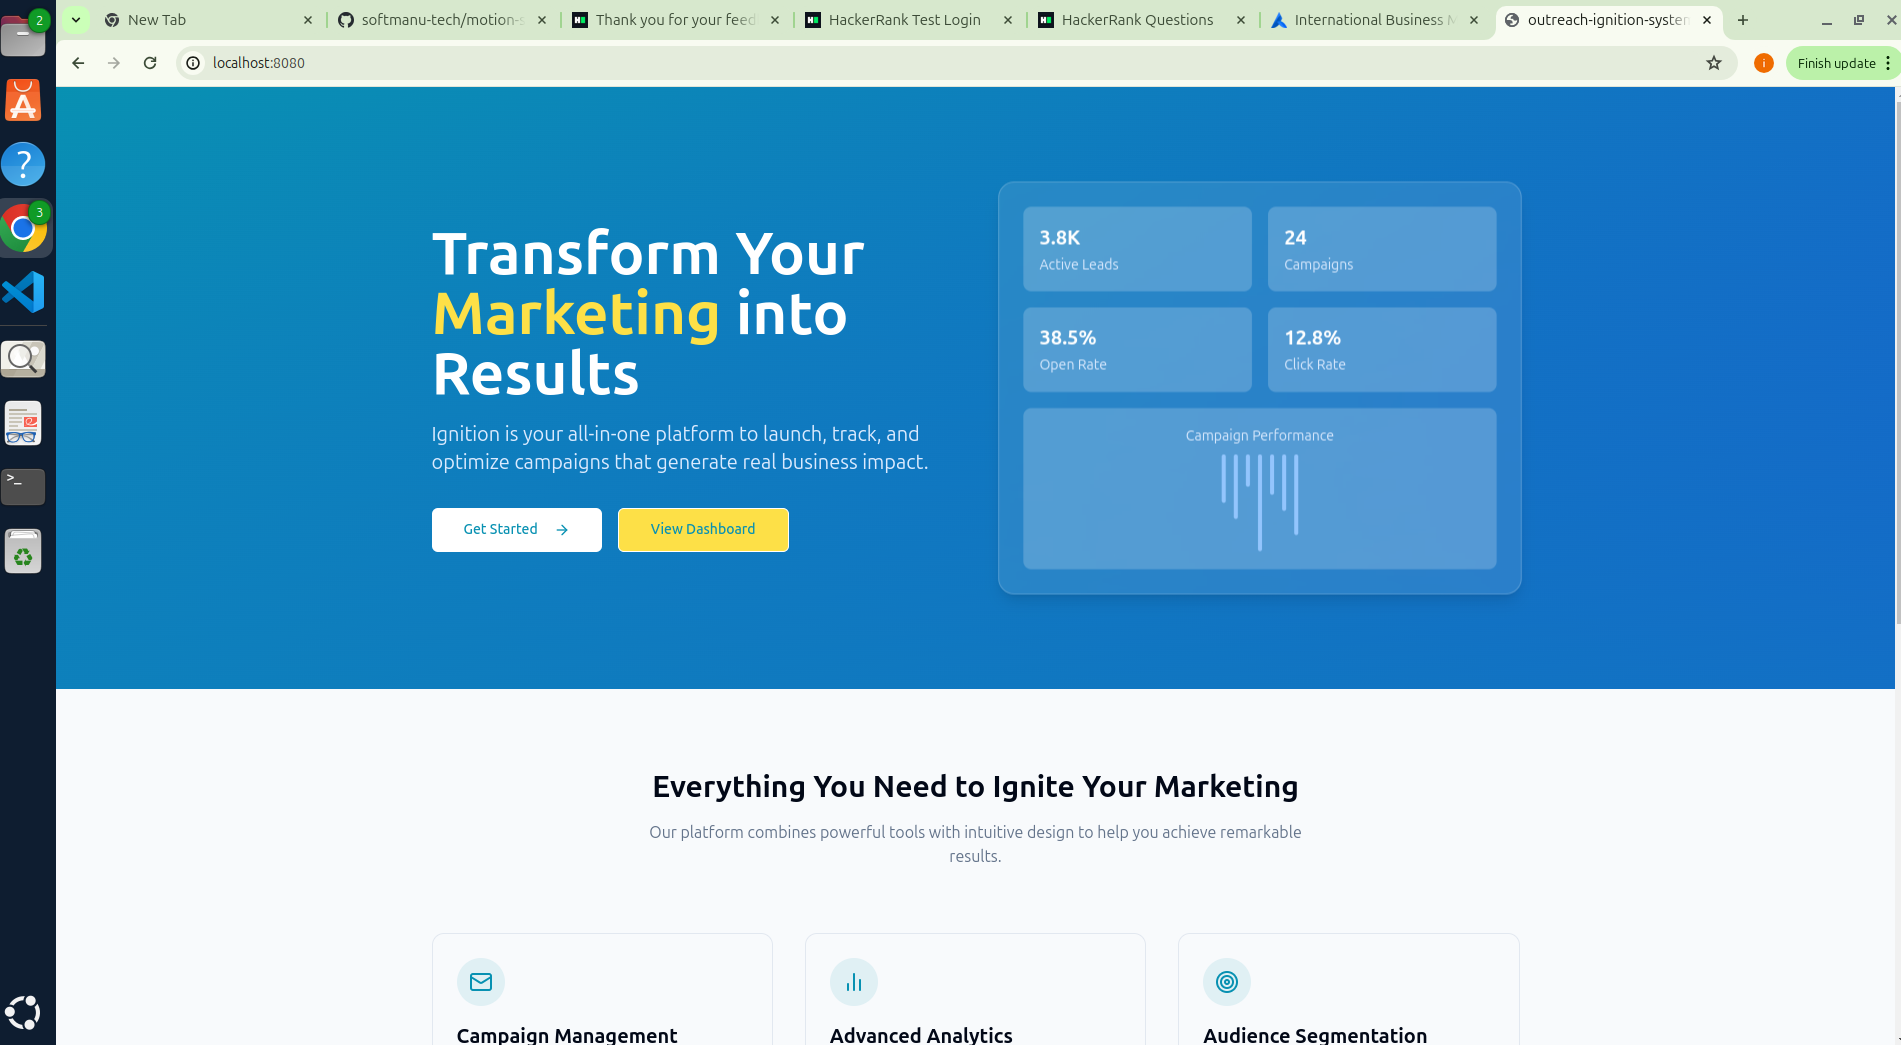 2
New Tab
softmanu-tech/motion-s
Thank you for your feed
HackerRank Test Login
HackerRank Questions
International Business M
outreach-ignition-system
localhost:8080
i
Finish update
?
3
>_
Transform Your
Marketing into
Results
Ignition is your all-in-one platform to launch, track, and
optimize campaigns that generate real business impact.
Get Started
View Dashboard
3.8K
Active Leads
24
Campaigns
38.5%
Open Rate
12.8%
Click Rate
Campaign Performance
Everything You Need to Ignite Your Marketing
Our platform combines powerful tools with intuitive design to help you achieve remarkable
results.
Campaign Management
Advanced Analytics
Audience Segmentation